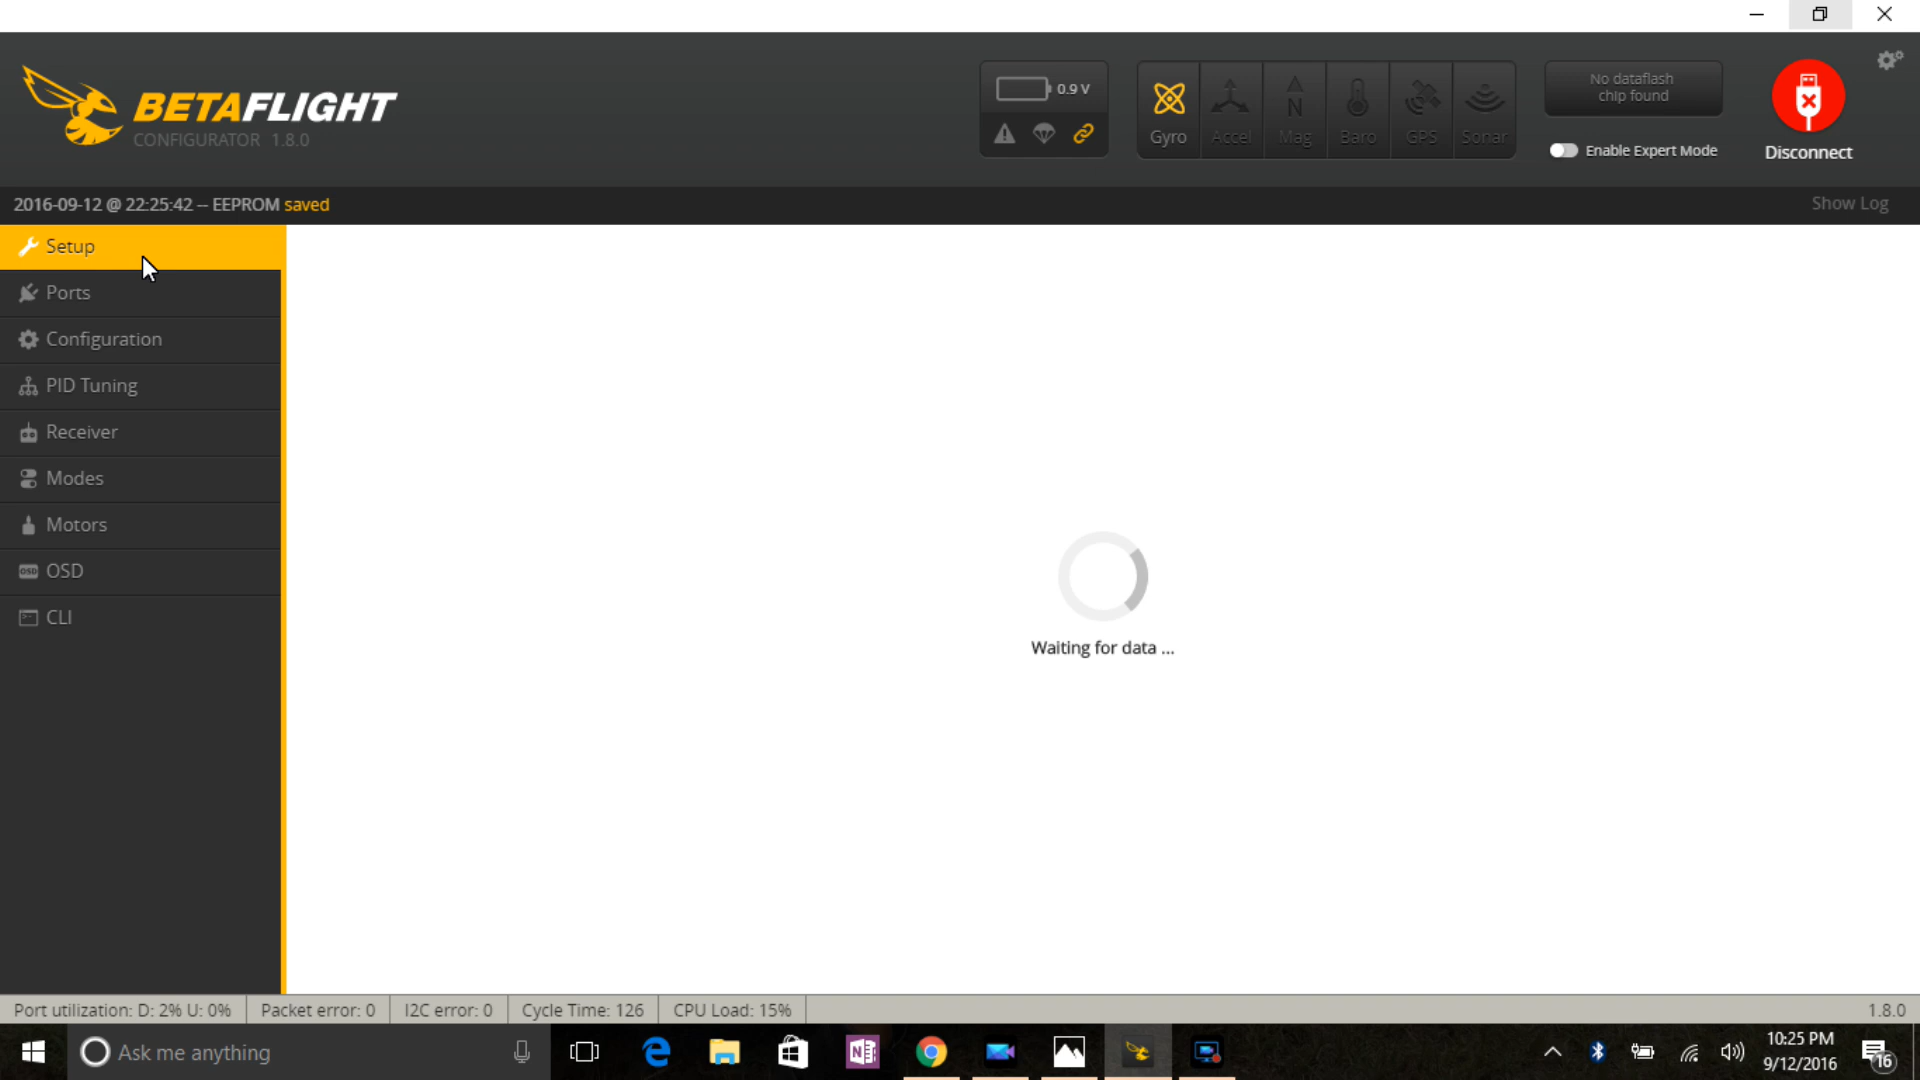 BETAFLIGHT
CONFIGURATOR 1.8.0
0.9 V
Gyro
Accel
Mag
Baro
GPS
Sonar
No dataflash
chip found
Enable Expert Mode
Disconnect
2016-09-12 @ 22:25:42 -- EEPROM saved
Show Log
Setup
Ports
Configuration
PID Tuning
Receiver
Modes
Motors
OSD
CLI
Waiting for data ...
Port utilization: D: 2% U: 0%
Packet error: 0
I2C error: 0
Cycle Time: 126
CPU Load: 15%
1.8.0
Ask me anything
10:25 PM
9/12/2016
16